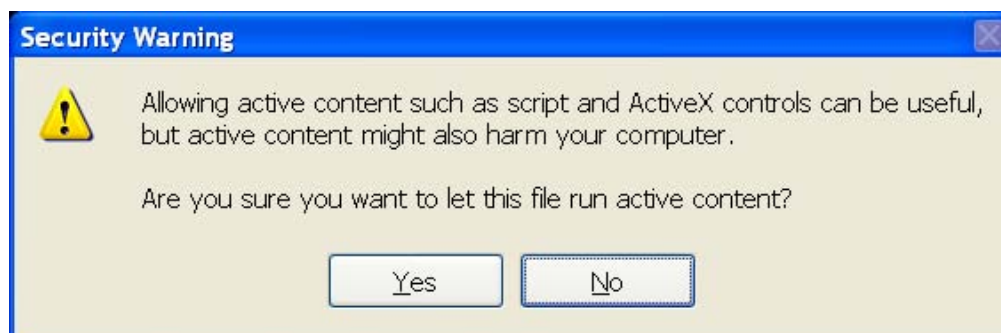 Security Warning
Allowing active content such as script and ActiveX controls can be useful,
but active content might also harm your computer.
Are you sure you want to let this file run active content?
Yes
No